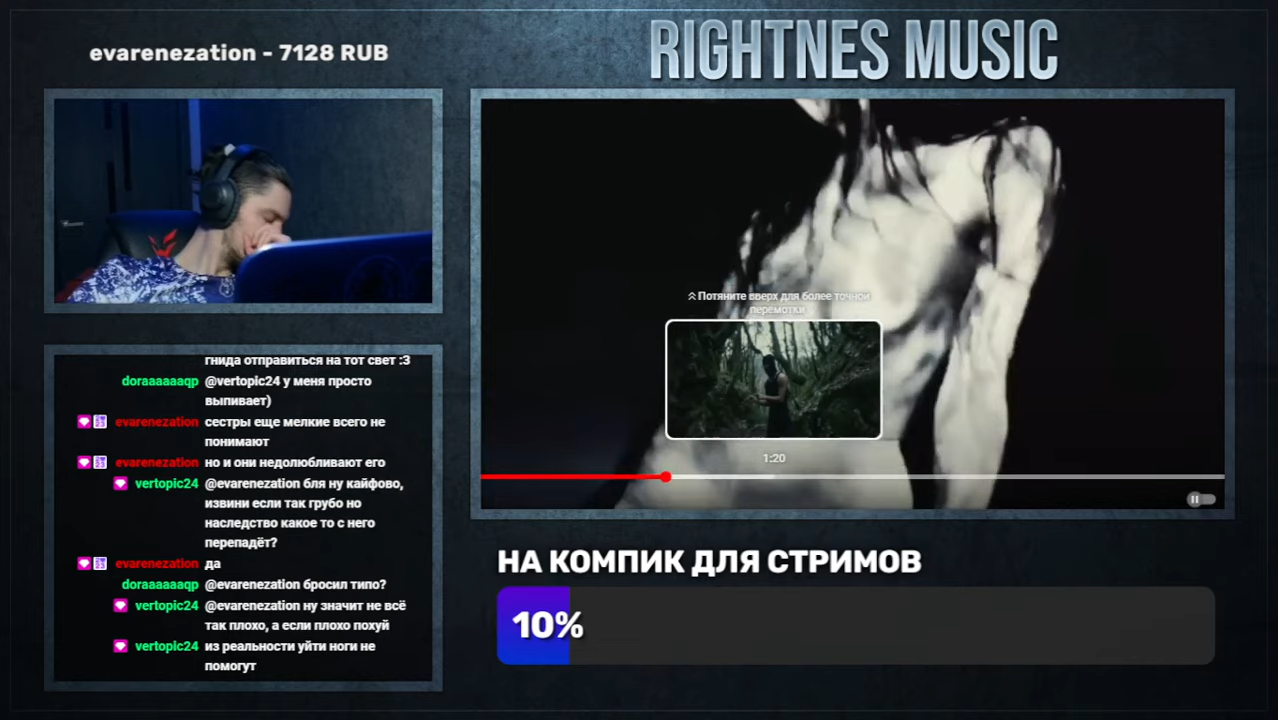 evarenezation - 7128 RUB
RIGHTNES MUSIC
Потяните вверх для более точной
перемотки
1:20
гнида отправиться на тот свет :3
doraaaaaaqp @vertopic24 у меня просто
выпивает)
evarenezation сестры еще мелкие всего не
понимают
evarenezation но и они недолюбливают его
vertopic24 @evarenezation бля ну кайфово,
извини если так грубо но
наследство какое то с него
перепадёт?
evarenezation да
doraaaaaaqp @evarenezation бросил типо?
vertopic24 @evarenezation ну значит не всё
так плохо, а если плохо похуй
vertopic24 из реальности уйти ноги не
помогут
НА КОМПИК ДЛЯ СТРИМОВ
10%